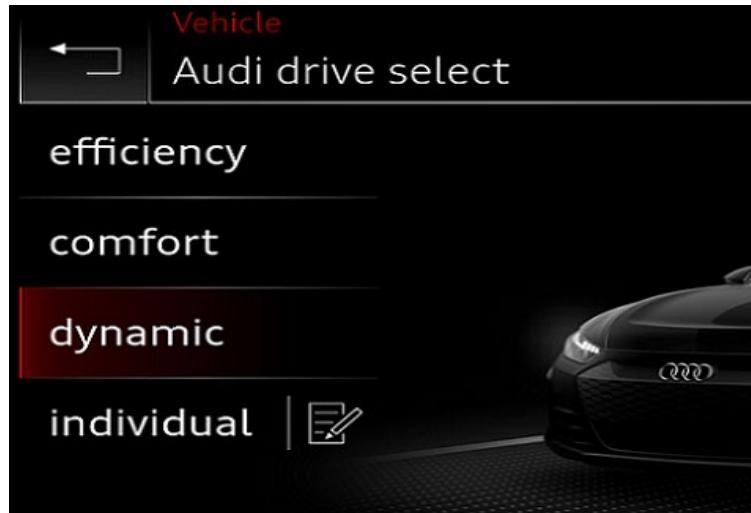 Vehicle
Audi drive select
efficiency
comfort
dynamic
individual